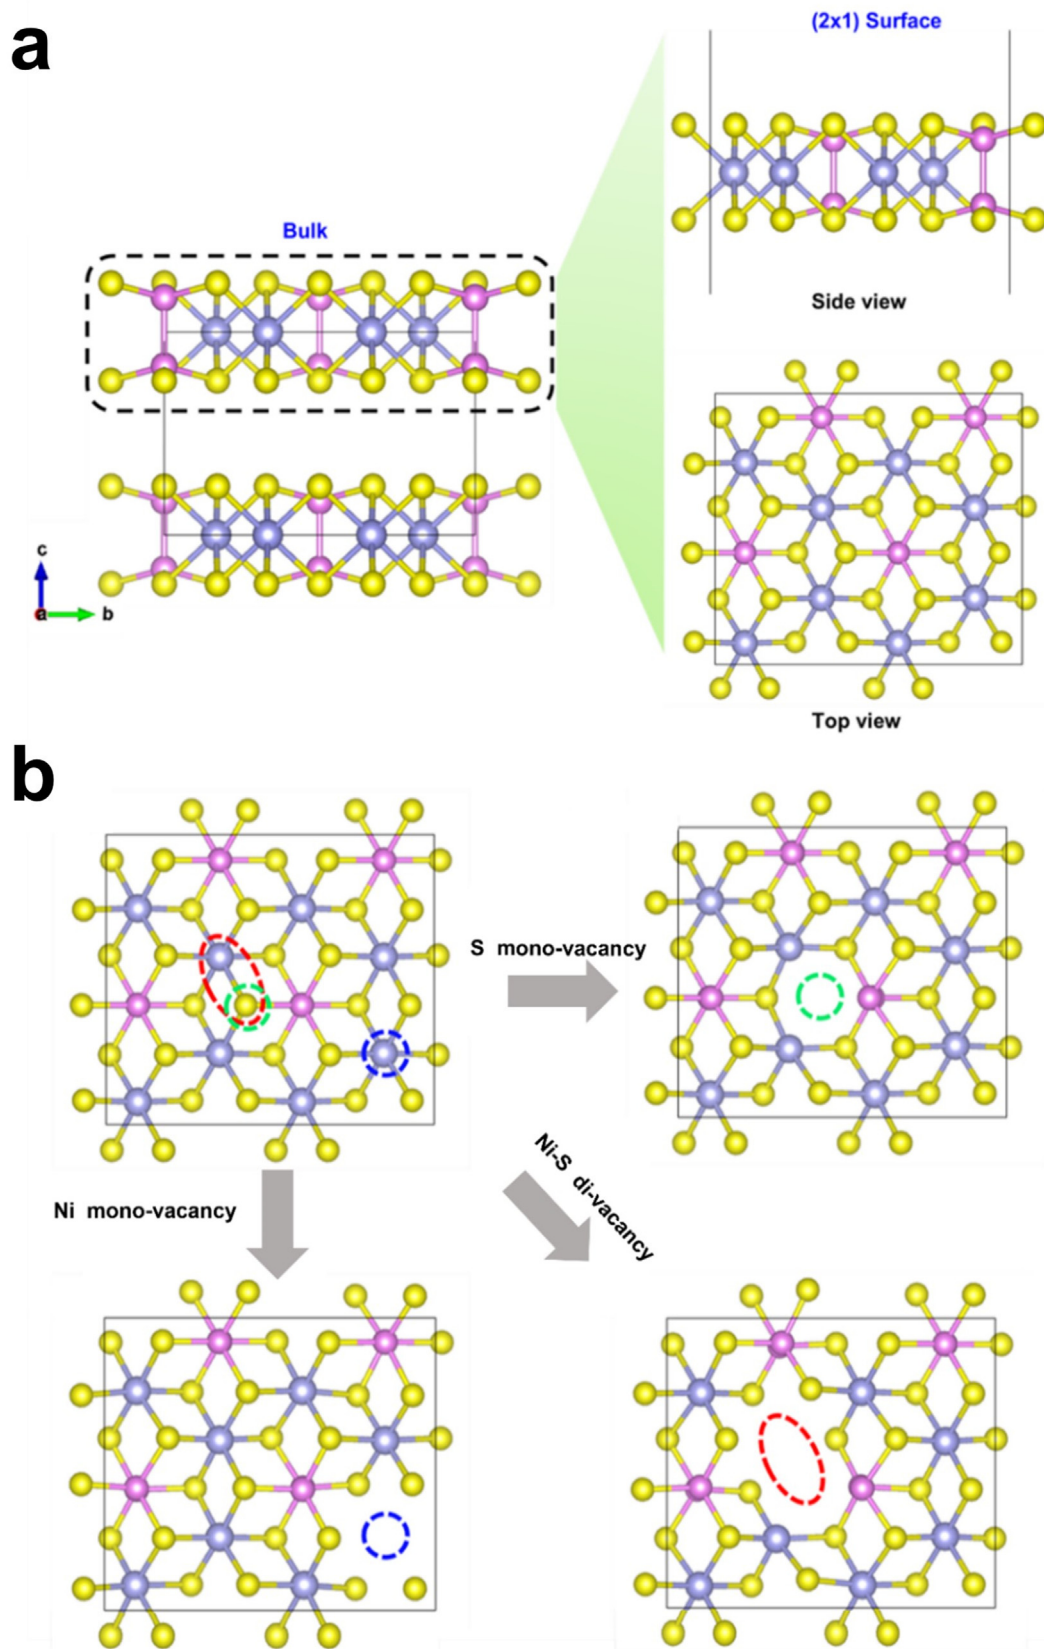 a
(2x1) Surface
Bulk
Side view
c
a
b
Top view
b
S mono-vacancy
Ni-S di-vacancy
Ni mono-vacancy